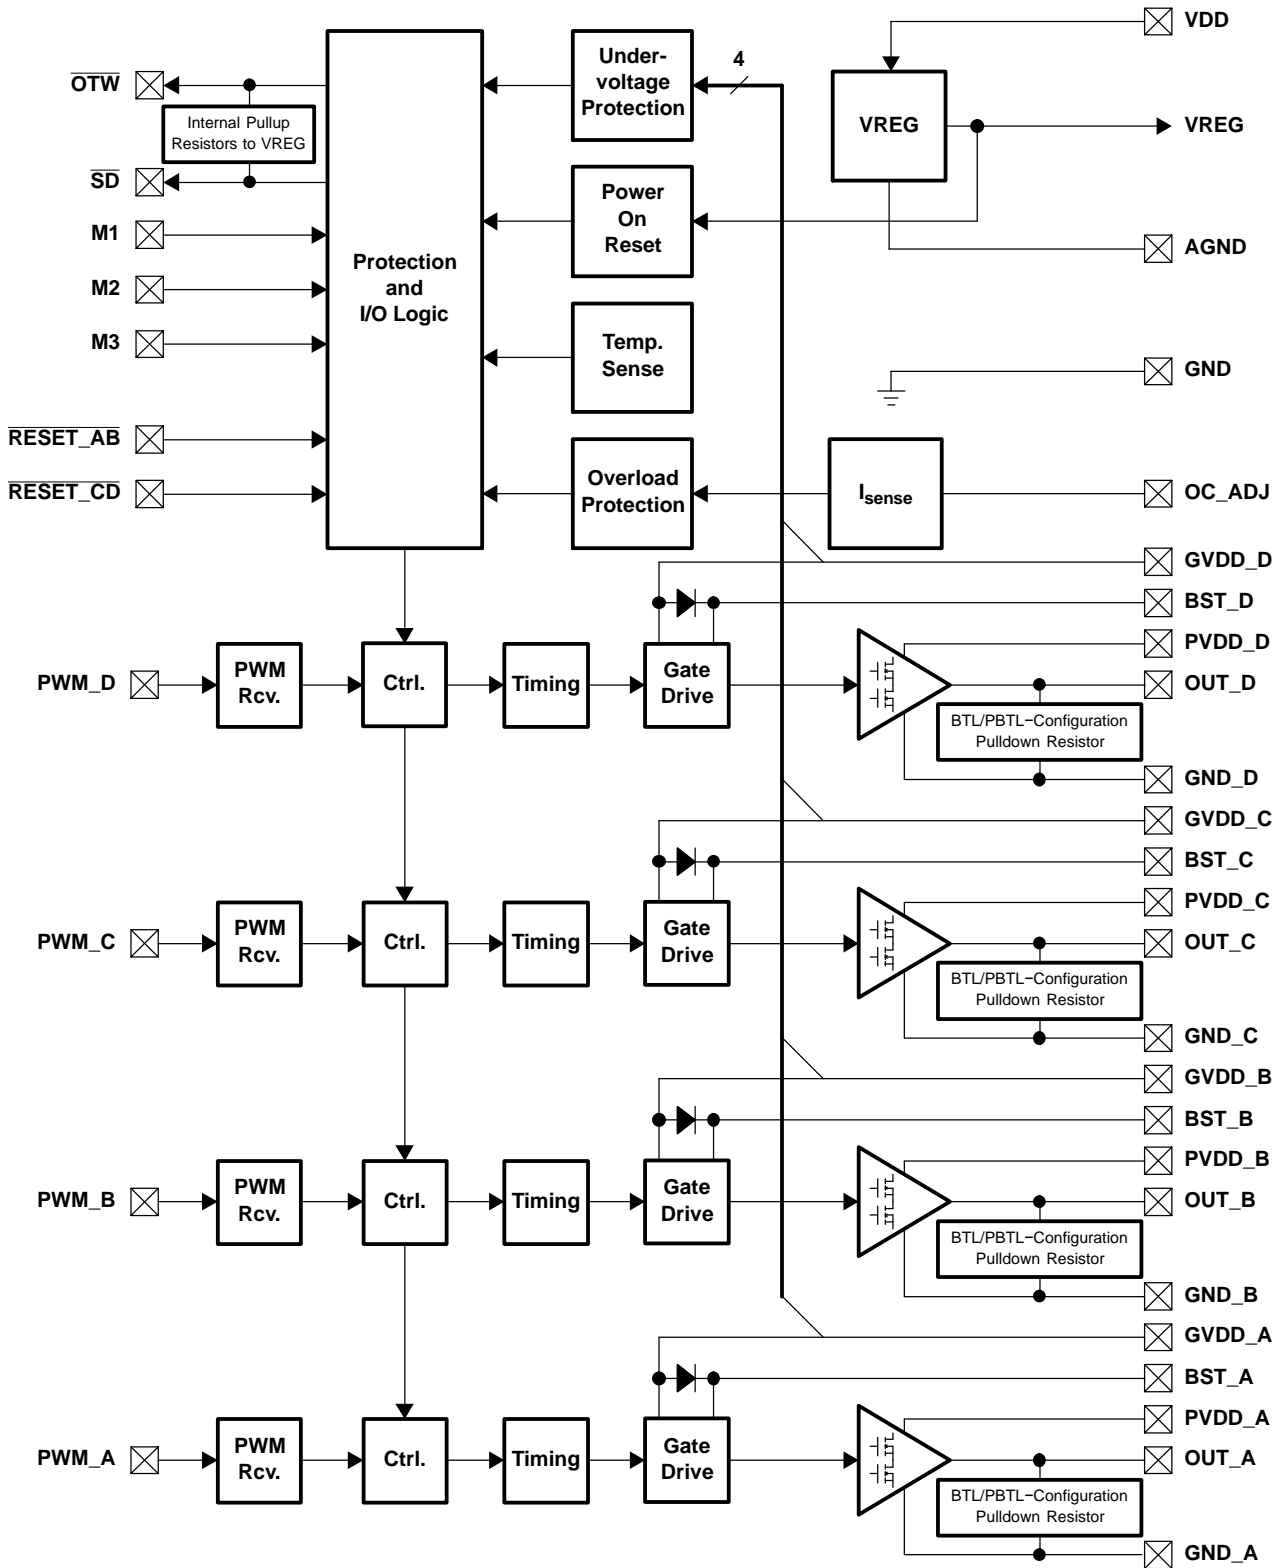 VDD
Under-
voltage
Protection
4
OTW
Internal Pullup
Resistors to VREG
VREG
VREG
SD
Power
On
Reset
M1
AGND
Protection
and
I/O Logic
M2
M3
Temp.
Sense
GND
RESET_AB
RESET_CD
Overload
Protection
Isense
OC_ADJ
GVDD_D
BST_D
PVDD_D
PWM_D
PWM
Rcv.
Ctrl.
Timing
Gate
Drive
OUT_D
BTL/PBTL−Configuration
Pulldown Resistor
GND_D
GVDD_C
BST_C
PVDD_C
PWM_C
PWM
Rcv.
Ctrl.
Timing
Gate
Drive
OUT_C
BTL/PBTL−Configuration
Pulldown Resistor
GND_C
GVDD_B
BST_B
PVDD_B
PWM_B
PWM
Rcv.
Ctrl.
Timing
Gate
Drive
OUT_B
BTL/PBTL−Configuration
Pulldown Resistor
GND_B
GVDD_A
BST_A
PVDD_A
PWM_A
PWM
Rcv.
Ctrl.
Timing
Gate
Drive
OUT_A
BTL/PBTL−Configuration
Pulldown Resistor
GND_A